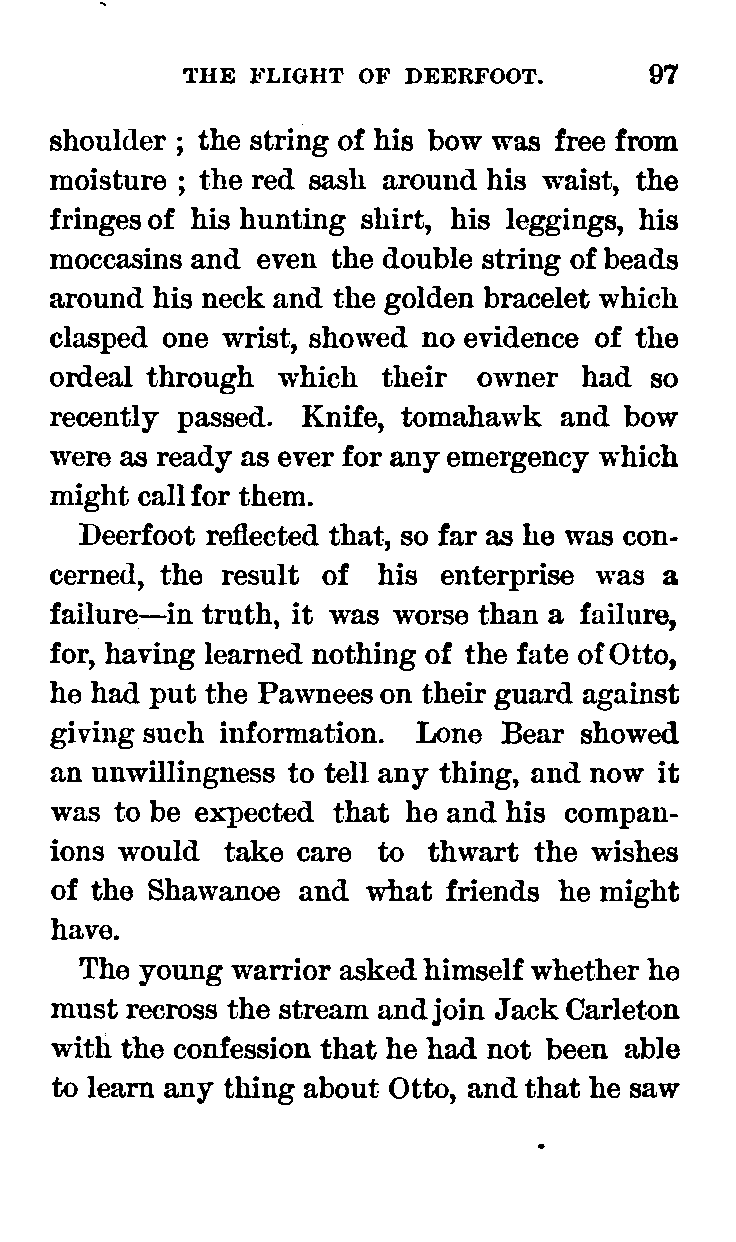 THE FLIGHT OF DEERFOOT. 97
shoulder ; the string of his bow was free from
moisture ; the red sash around his waist, the
fringes of his hunting shirt, his leggings, his
moccasins and even the double string of beads
around his neck and the golden bracelet which
clasped one wrist, showed no evidence of the
ordeal through which their owner had so
recently passed. Knife, tomahawk and bow
were as ready as ever for any emergency which
might call for them.
Deerfoot reflected that, so far as he was con-
cerned, the result of his enterprise was a
failure—in truth, it was worse than a failure,
for, having learned nothing of the fate of Otto,
he had put the Pawnees on their guard against
giving such information. Lone Bear showed
an unwillingness to tell any thing, and now it
was to be expected that he and his compan-
ions would take care to thwart the wishes
of the Shawanoe and what friends he might
have.
The young warrior asked himself whether he
must recross the stream and join Jack Carleton
with the confession that he had not been able
to learn any thing about Otto, and that he saw